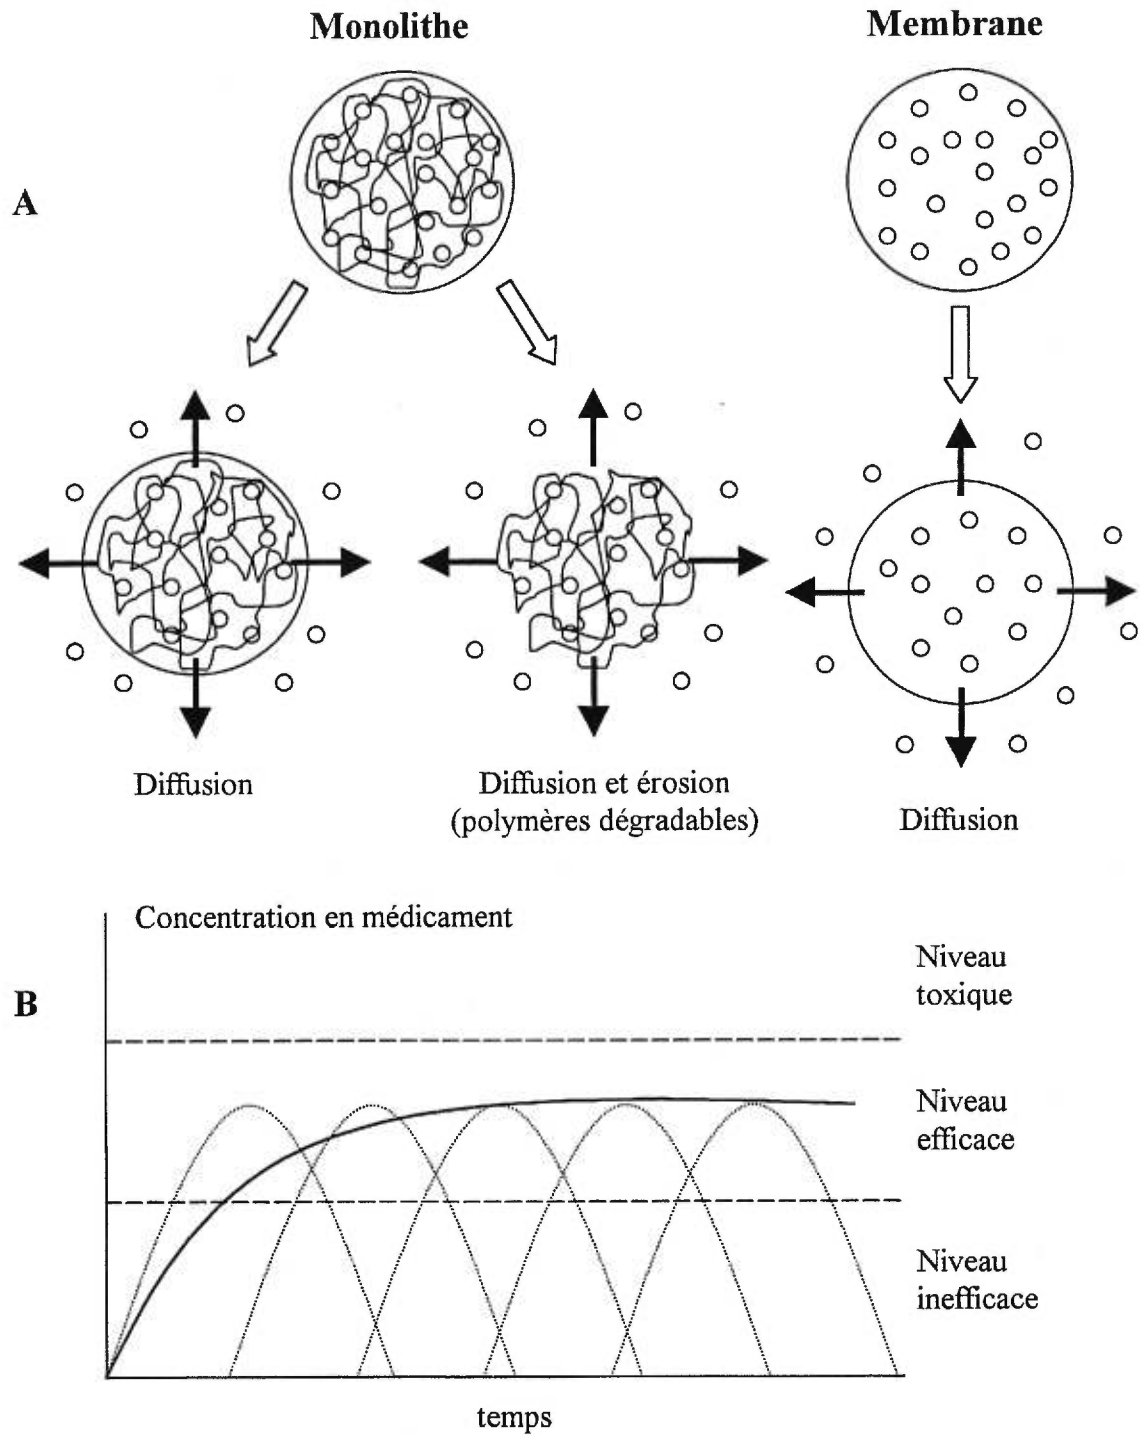 Monolithe
Membrane
A
Diffusion
Diffusion et érosion
(polymères dégradables)
Diffusion
Concentration en médicament
Niveau
toxique
B
Niveau
efficace
Niveau
inefficace
temps